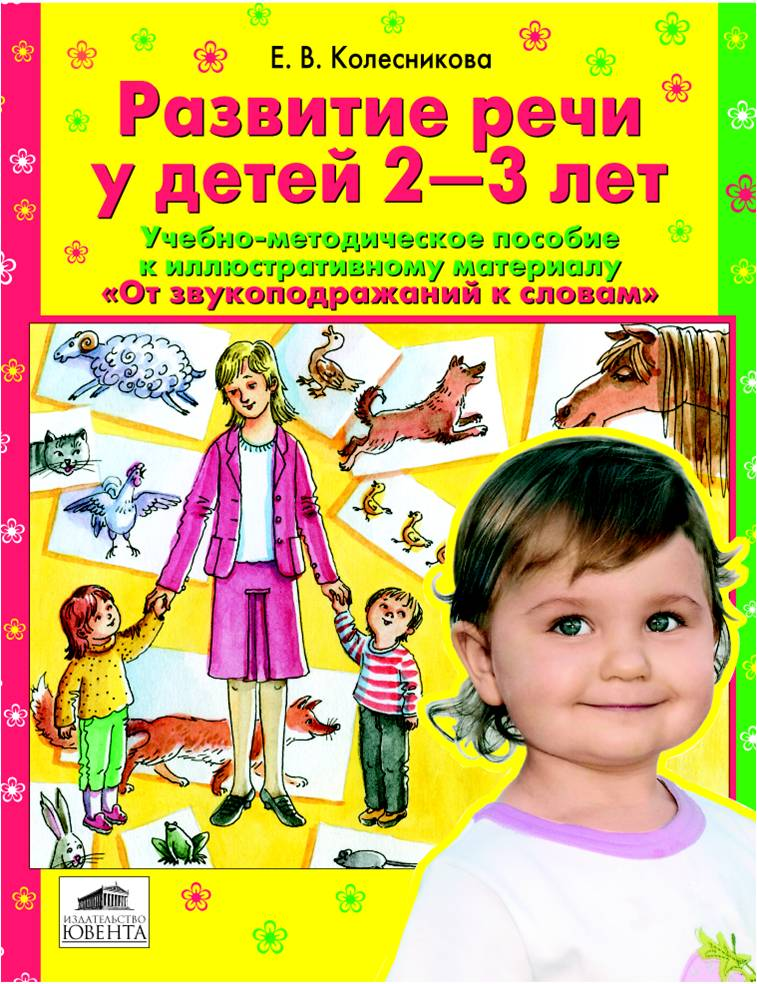 Е. В. Колесникова
Развитие речи
у детей 2—3 лет
Учебно-методическое пособие
к иллюстративному материалу
«От звукоподражаний к словам»
ИЗДАТЕЛЬСТВО
ЮВЕНТА